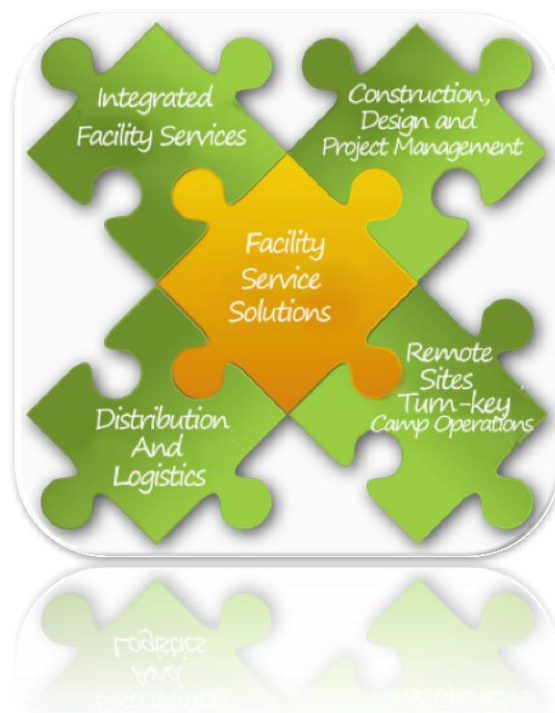 Integrated
Facility Services
Construction,
Design and
Project Management
Facility
Service
Solutions
Distribution
And
Logistics
Remote
Sites
Turn-key
Camp Operations